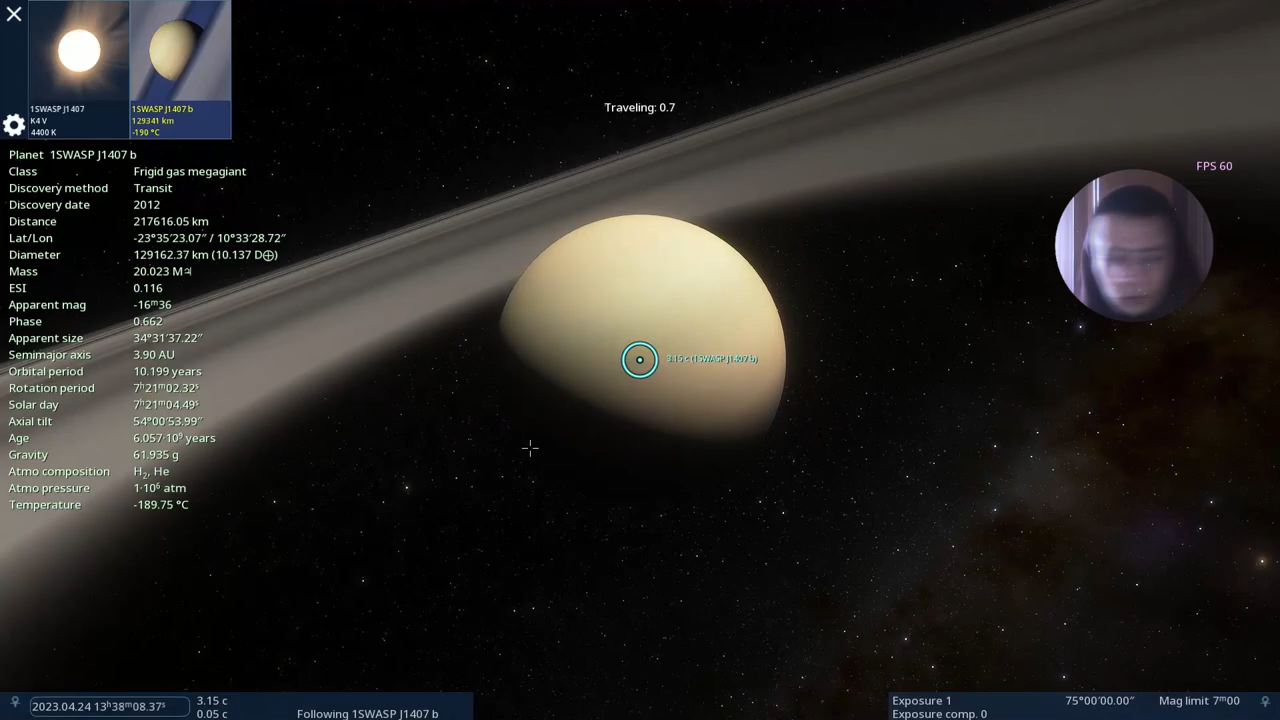 1SWASP J1407
K4 V
4400 K
1SWASP J1407 b
129341 km
-190 °C
Traveling: 0.7
FPS 60
Planet 1SWASP J1407 b
Class Frigid gas megagiant
Discovery method Transit
Discovery date 2012
Distance 217616.05 km
Lat/Lon -23°35′23.07″ / 10°33′28.72″
Diameter 129162.37 km (10.137 D⊕)
Mass 20.023 M♃
ESI 0.116
Apparent mag -16ᵐ36
Phase 0.662
Apparent size 34°31′37.22″
Semimajor axis 3.90 AU
Orbital period 10.199 years
Rotation period 7ʰ21ᵐ02.32ˢ
Solar day 7ʰ21ᵐ04.49ˢ
Axial tilt 54°00′53.99″
Age 6.057·10⁹ years
Gravity 61.935 g
Atmo composition H₂, He
Atmo pressure 1·10⁶ atm
Temperature -189.75 °C
3.15 c (1SWASP J1407 b)
2023.04.24 13ʰ38ᵐ08.37ˢ
3.15 c
0.05 c
Following 1SWASP J1407 b
Exposure 1 75°00′00.00″ Mag limit 7ᵐ00
Exposure comp. 0